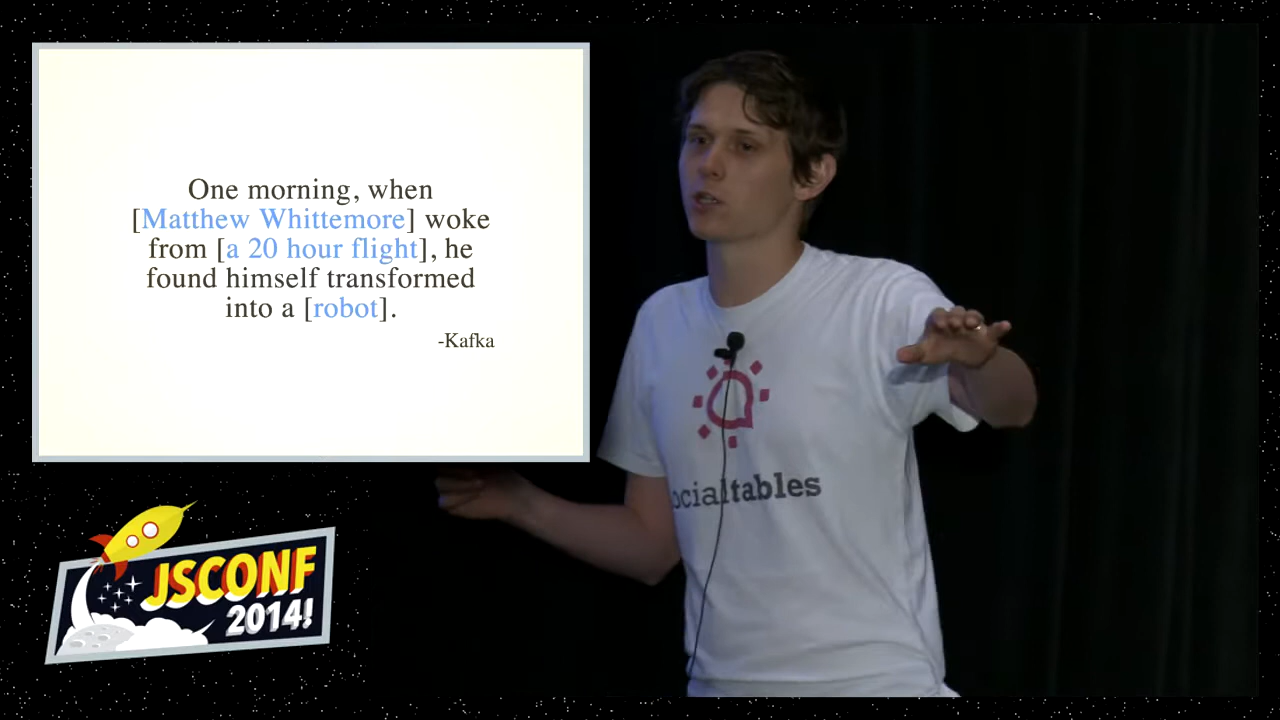 One morning, when
[Matthew Whittemore] woke
from [a 20 hour flight], he
found himself transformed
into a [robot].
-Kafka
ocialtables
JSCONF
2014!